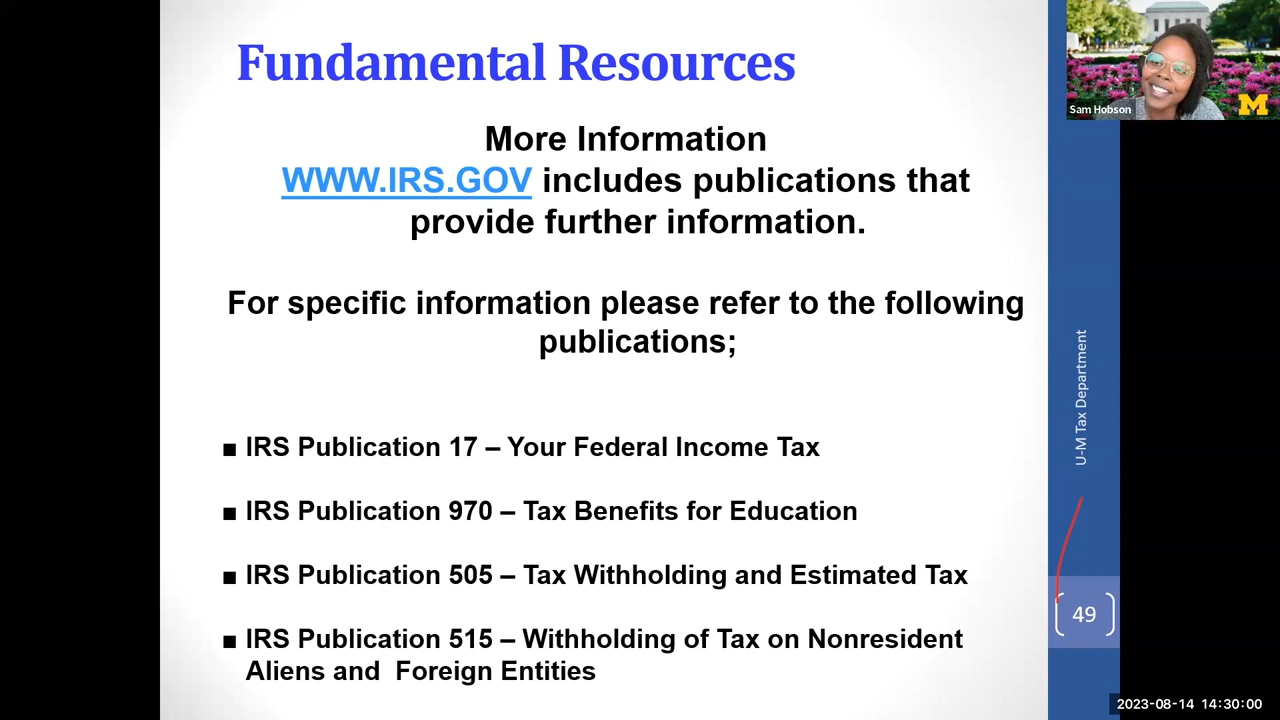 Fundamental Resources
More Information
WWW.IRS.GOV includes publications that
provide further information.
For specific information please refer to the following
publications;
■ IRS Publication 17 – Your Federal Income Tax
■ IRS Publication 970 – Tax Benefits for Education
■ IRS Publication 505 – Tax Withholding and Estimated Tax
■ IRS Publication 515 – Withholding of Tax on Nonresident
Aliens and  Foreign Entities
U-M Tax Department
49
Sam Hobson
M
2023-08-14 14:30:00